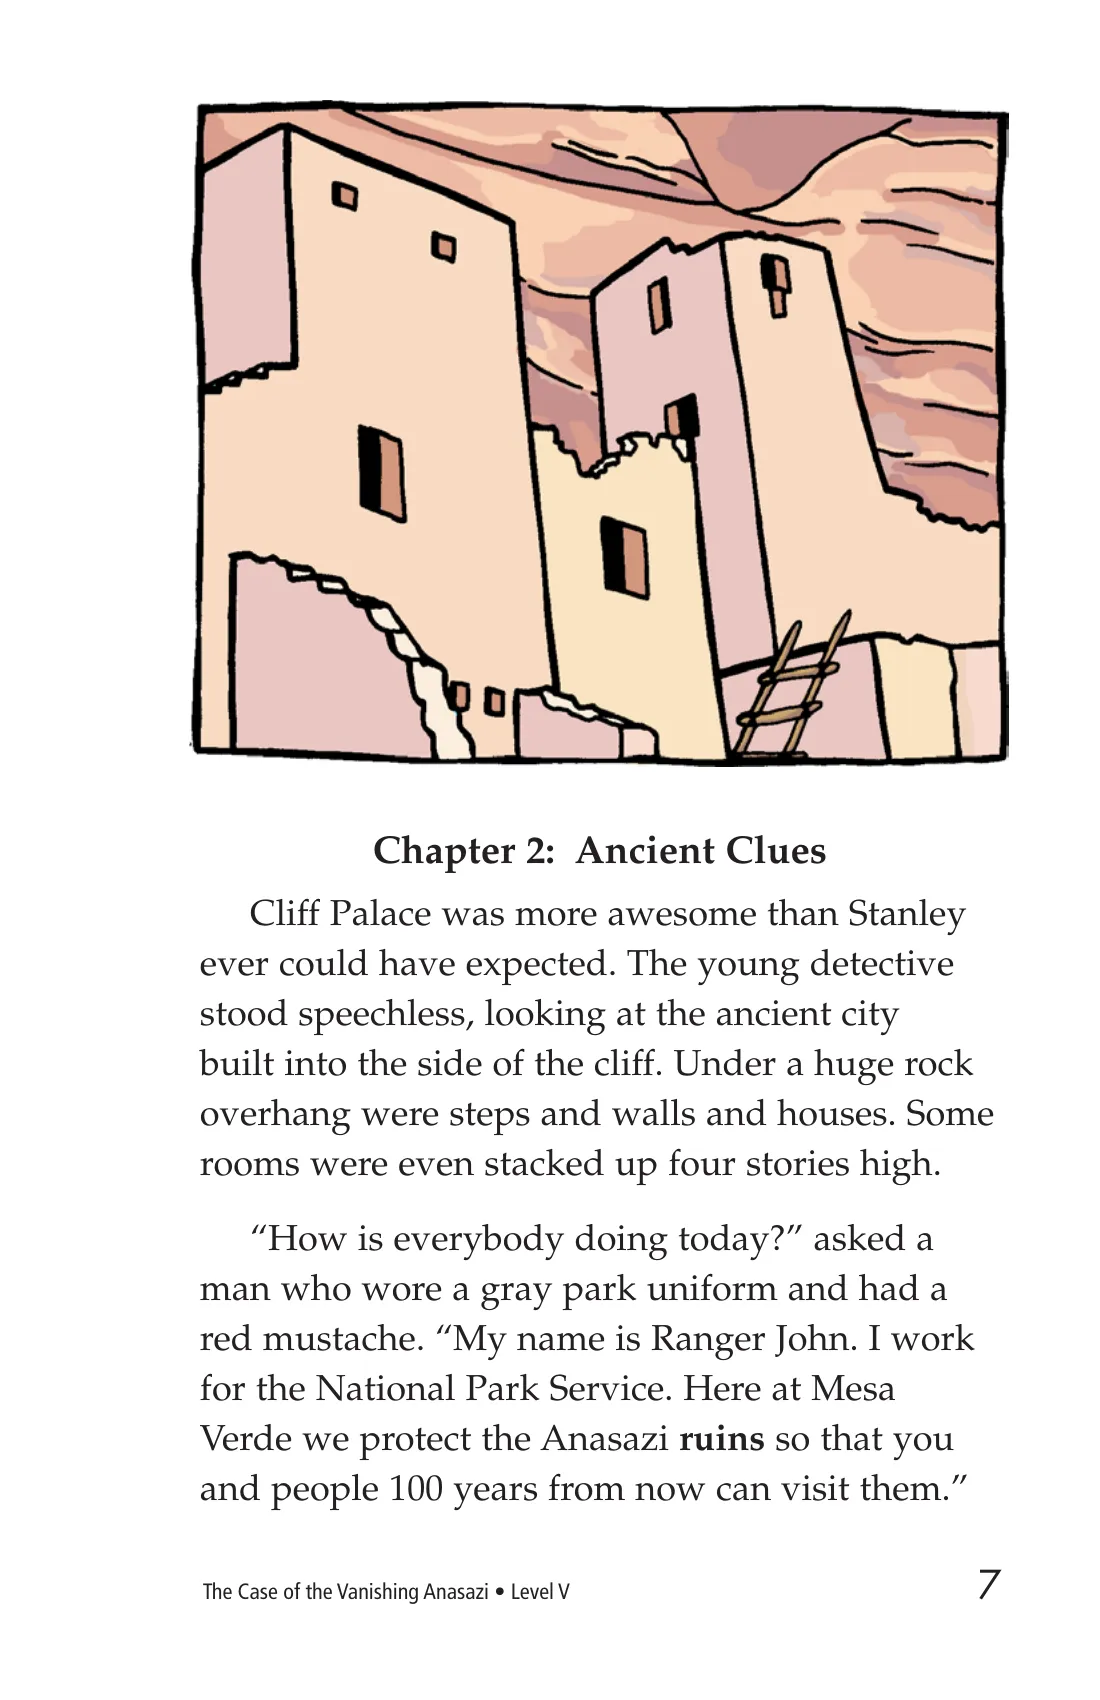 Chapter 2:  Ancient Clues
Cliff Palace was more awesome than Stanley
ever could have expected. The young detective
stood speechless, looking at the ancient city
built into the side of the cliff. Under a huge rock
overhang were steps and walls and houses. Some
rooms were even stacked up four stories high.
“How is everybody doing today?” asked a
man who wore a gray park uniform and had a
red mustache. “My name is Ranger John. I work
for the National Park Service. Here at Mesa
Verde we protect the Anasazi ruins so that you
and people 100 years from now can visit them.”
The Case of the Vanishing Anasazi • Level V
7